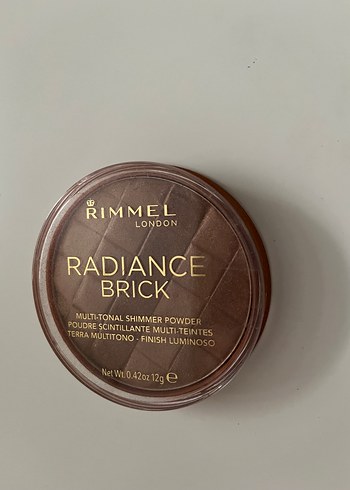 RIMMEL
LONDON
RADIANCE
BRICK
MULTI-TONAL SHIMMER POWDER
POUDRE SCINTILLANTE MULTI-TEINTES
TERRA MULTITONO - FINISH LUMINOSO
Net Wt. 0.42oz 12g ℮